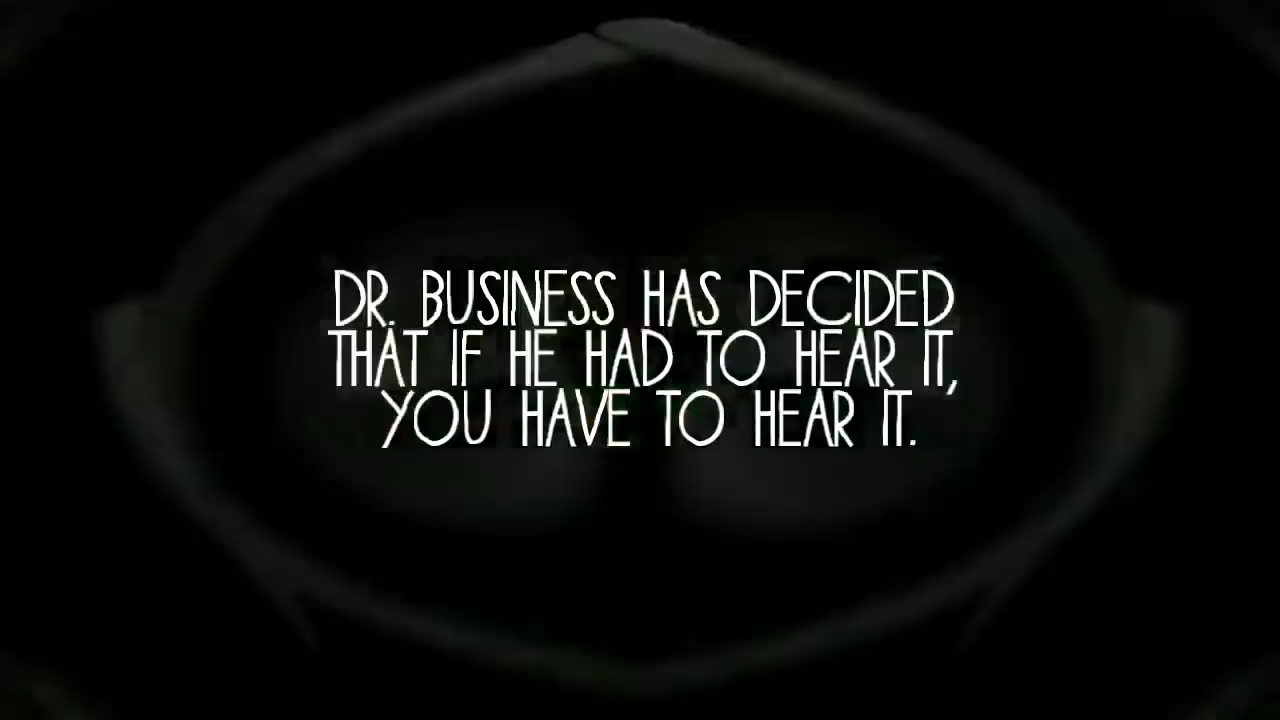 DR. BUSINESS HAS DECIDED
THAT IF HE HAD TO HEAR IT,
YOU HAVE TO HEAR IT.